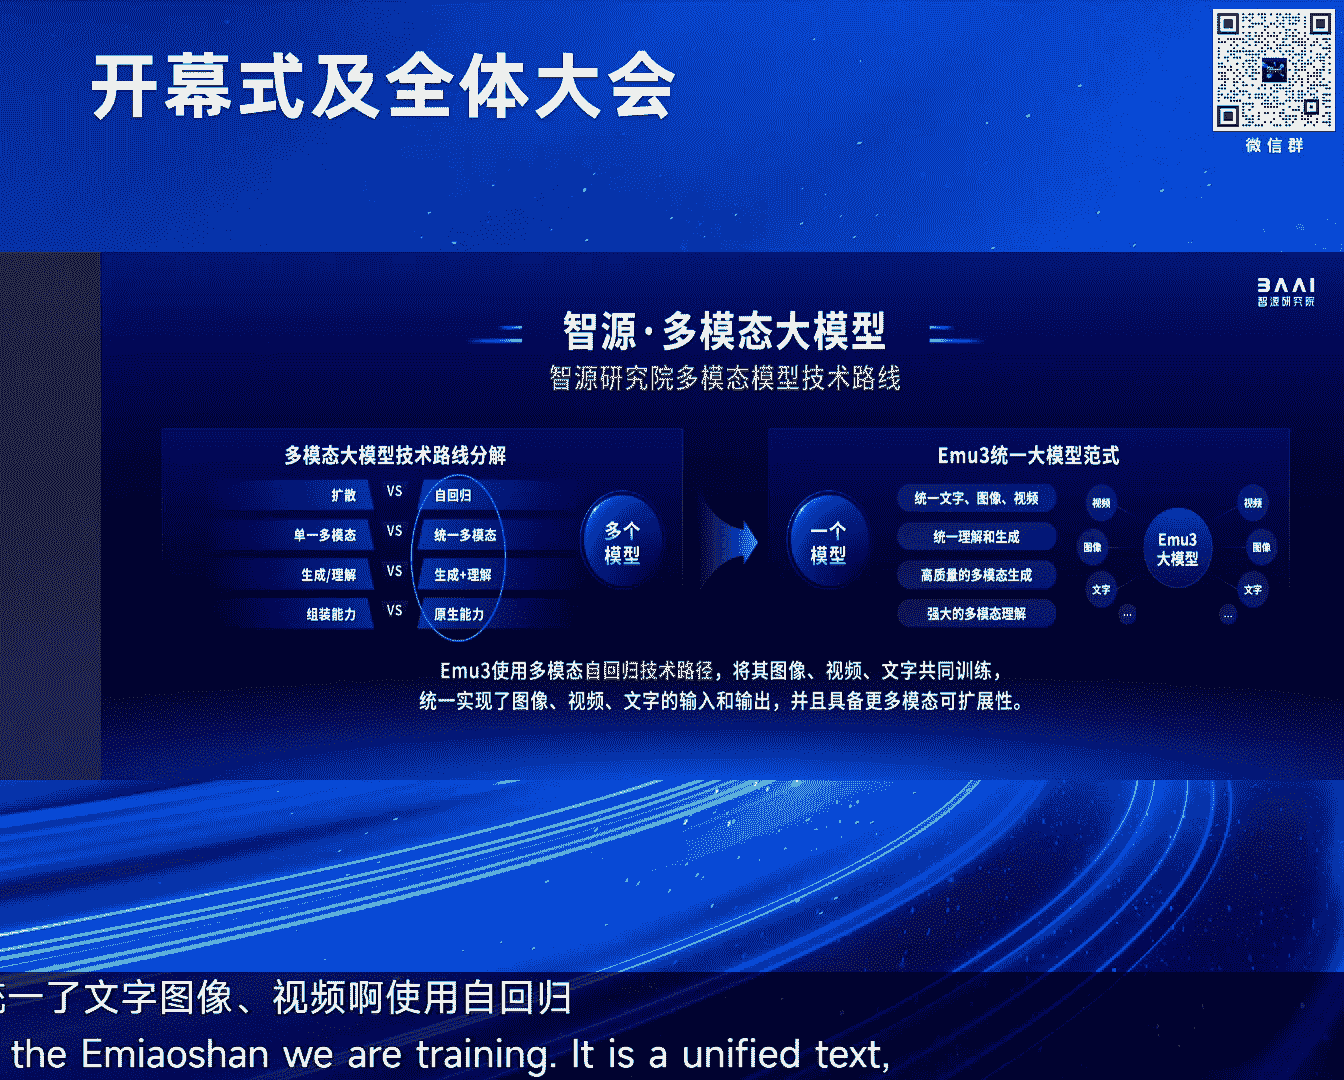 开幕式及全体大会
微信群
BAAI
智源研究院
智源·多模态大模型
智源研究院多模态模型技术路线
多模态大模型技术路线分解
扩散 VS 自回归
单一多模态 VS 统一多模态
生成/理解 VS 生成+理解
组装能力 VS 原生能力
多个
模型
一个
模型
Emu3统一大模型范式
统一文字、图像、视频
统一理解和生成
高质量的多模态生成
强大的多模态理解
视频
图像
文字
...
Emu3
大模型
视频
图像
文字
...
Emu3使用多模态自回归技术路径，将其图像、视频、文字共同训练，
统一实现了图像、视频、文字的输入和输出，并且具备更多模态可扩展性。
统一了文字图像、视频啊使用自回归
the Emiaoshan we are training. It is a unified text,